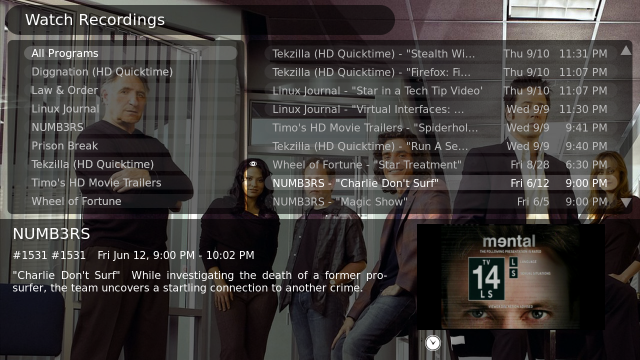 Watch Recordings
All Programs
Diggnation (HD Quicktime)
Law & Order
Linux Journal
NUMB3RS
Prison Break
Tekzilla (HD Quicktime)
Timo's HD Movie Trailers
Wheel of Fortune
Tekzilla (HD Quicktime) - "Stealth Wi... Thu 9/10 11:31 PM
Tekzilla (HD Quicktime) - "Firefox: Fi... Thu 9/10 11:07 PM
Linux Journal - "Star in a Tech Tip Video" Thu 9/10 11:07 PM
Linux Journal - "Virtual Interfaces: ... Wed 9/9 11:30 PM
Timo's HD Movie Trailers - "Spiderhol... Wed 9/9 9:41 PM
Tekzilla (HD Quicktime) - "Run A Se... Wed 9/9 9:40 PM
Wheel of Fortune - "Star Treatment" Fri 8/28 6:30 PM
NUMB3RS - "Charlie Don't Surf" Fri 6/12 9:00 PM
NUMB3RS - "Magic Show" Fri 6/5 9:00 PM
NUMB3RS
#1531 #1531 Fri Jun 12, 9:00 PM - 10:02 PM
"Charlie Don't Surf" While investigating the death of a former pro-
surfer, the team uncovers a startling connection to another crime.
mental
TV
14
LS
L
S